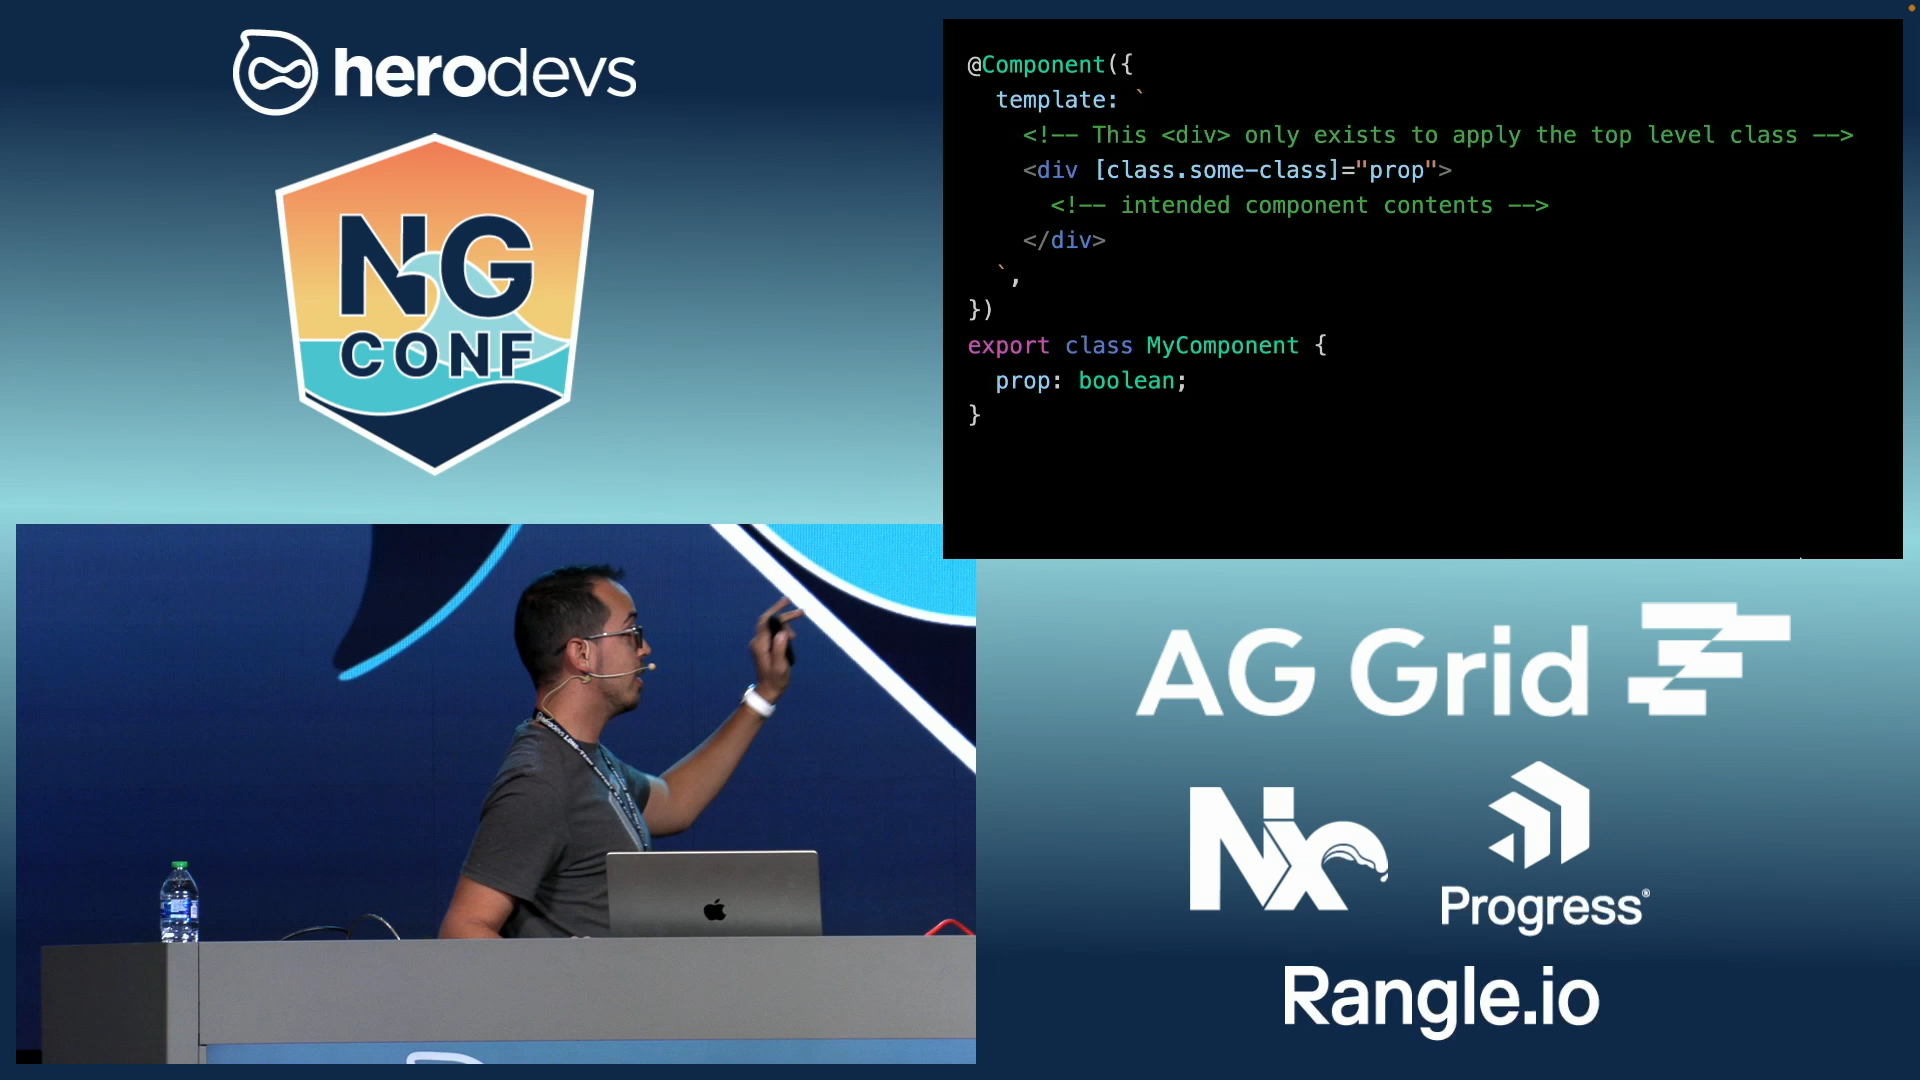 herodevs
NG
CONF
@Component({
  template: `
    <!-- This <div> only exists to apply the top level class -->
    <div [class.some-class]="prop">
      <!-- intended component contents -->
    </div>
  `,
})
export class MyComponent {
  prop: boolean;
}
AG Grid
Nx
Progress®
Rangle.io